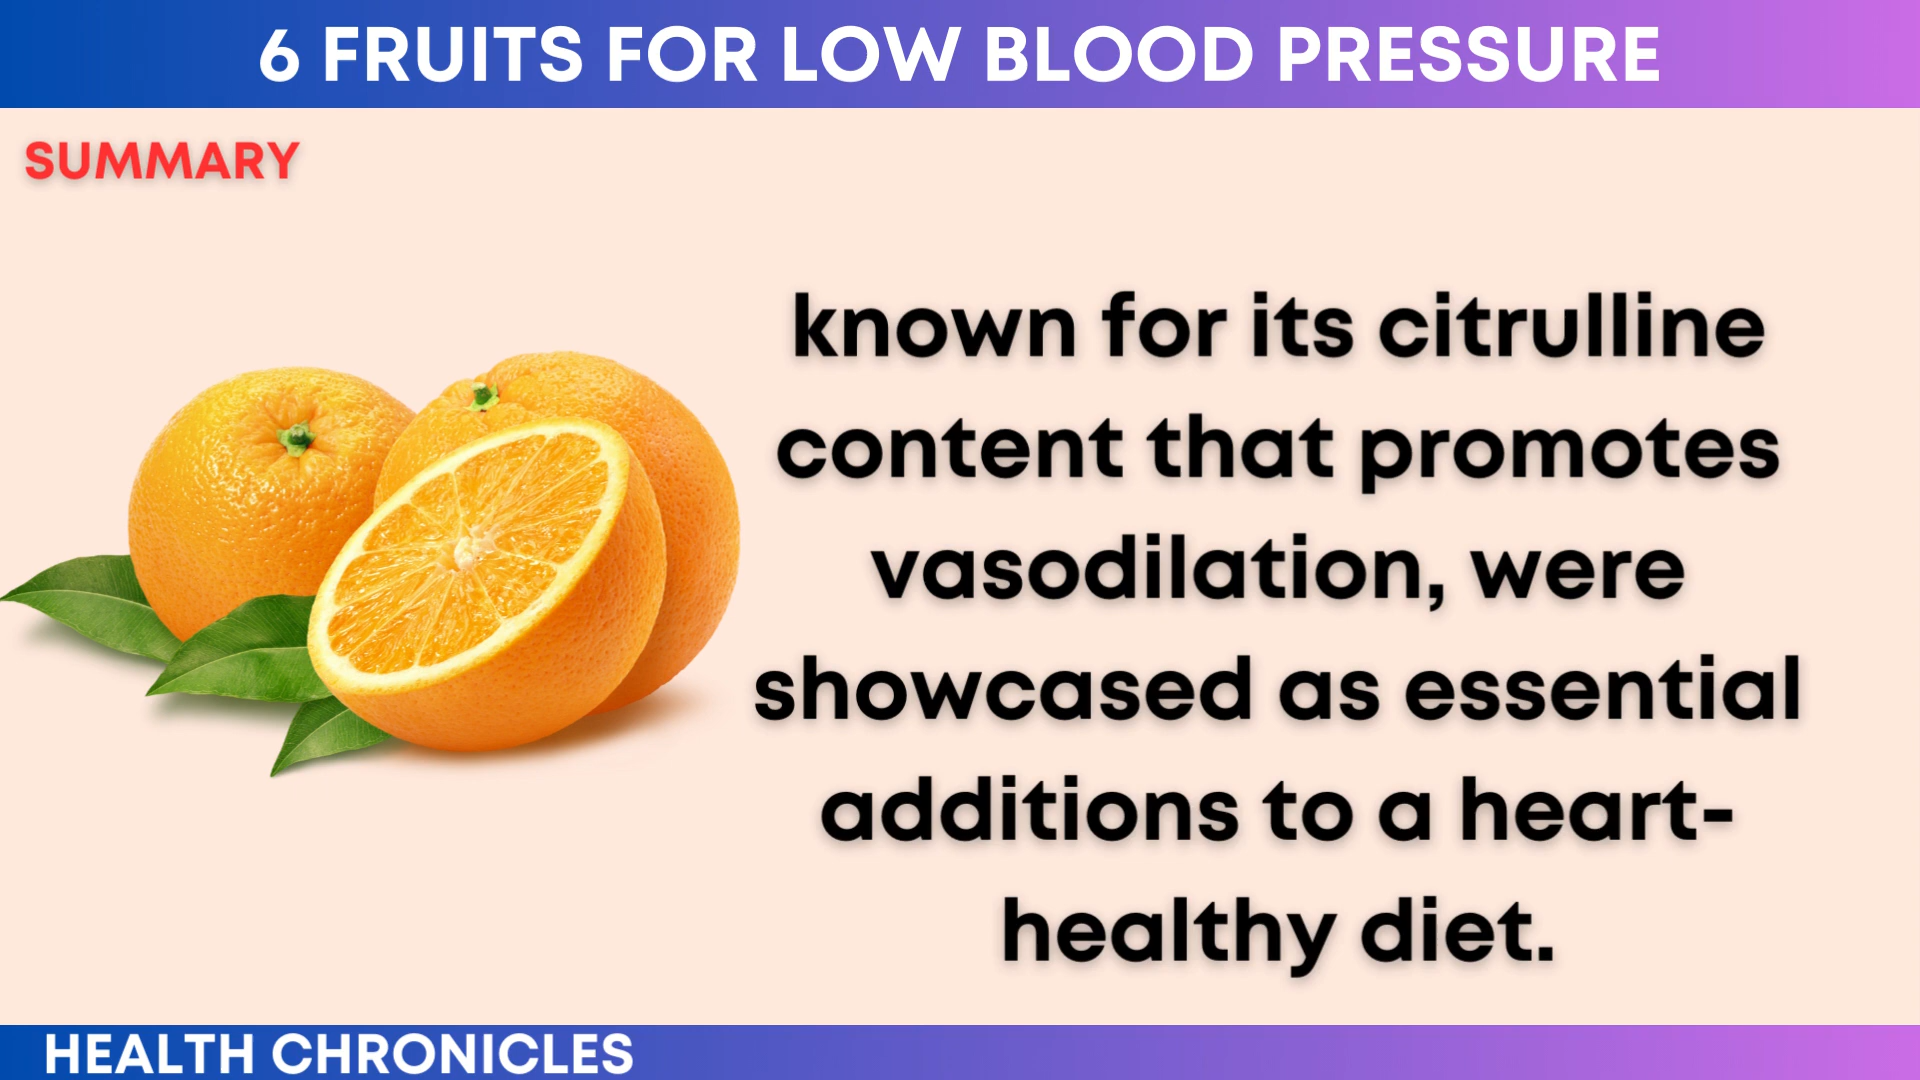 6 FRUITS FOR LOW BLOOD PRESSURE
SUMMARY
known for its citrulline
content that promotes
vasodilation, were
showcased as essential
additions to a heart-
healthy diet.
HEALTH CHRONICLES